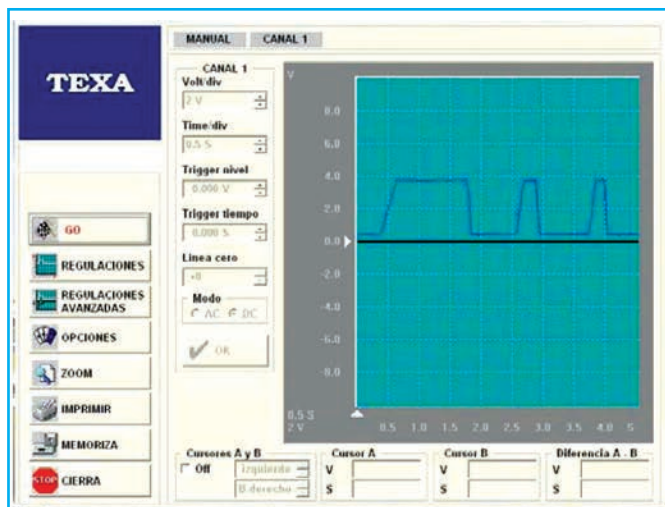 MANUAL CANAL 1
TEXA
GO
REGULACIONES
REGULACIONES
AVANZADAS
OPCIONES
ZOOM
IMPRIMIR
MEMORIZA
STOP CIERRA
CANAL 1
Volt/div
2 V
Time/div
0.5 S
Trigger nivel
0.000 V
Trigger tiempo
0.000 S
Linea cero
+0
Modo
AC DC
OK
V
8.0
6.0
4.0
2.0
0.0
-2.0
-4.0
-6.0
-8.0
0.5 S
2 V
0.5 1.0 1.5 2.0 2.5 3.0 3.5 4.0 S
Cursores A y B
Off
Izquierdo
B.derecho
Cursor A
V
S
Cursor B
V
S
Diferencia A - B
V
S